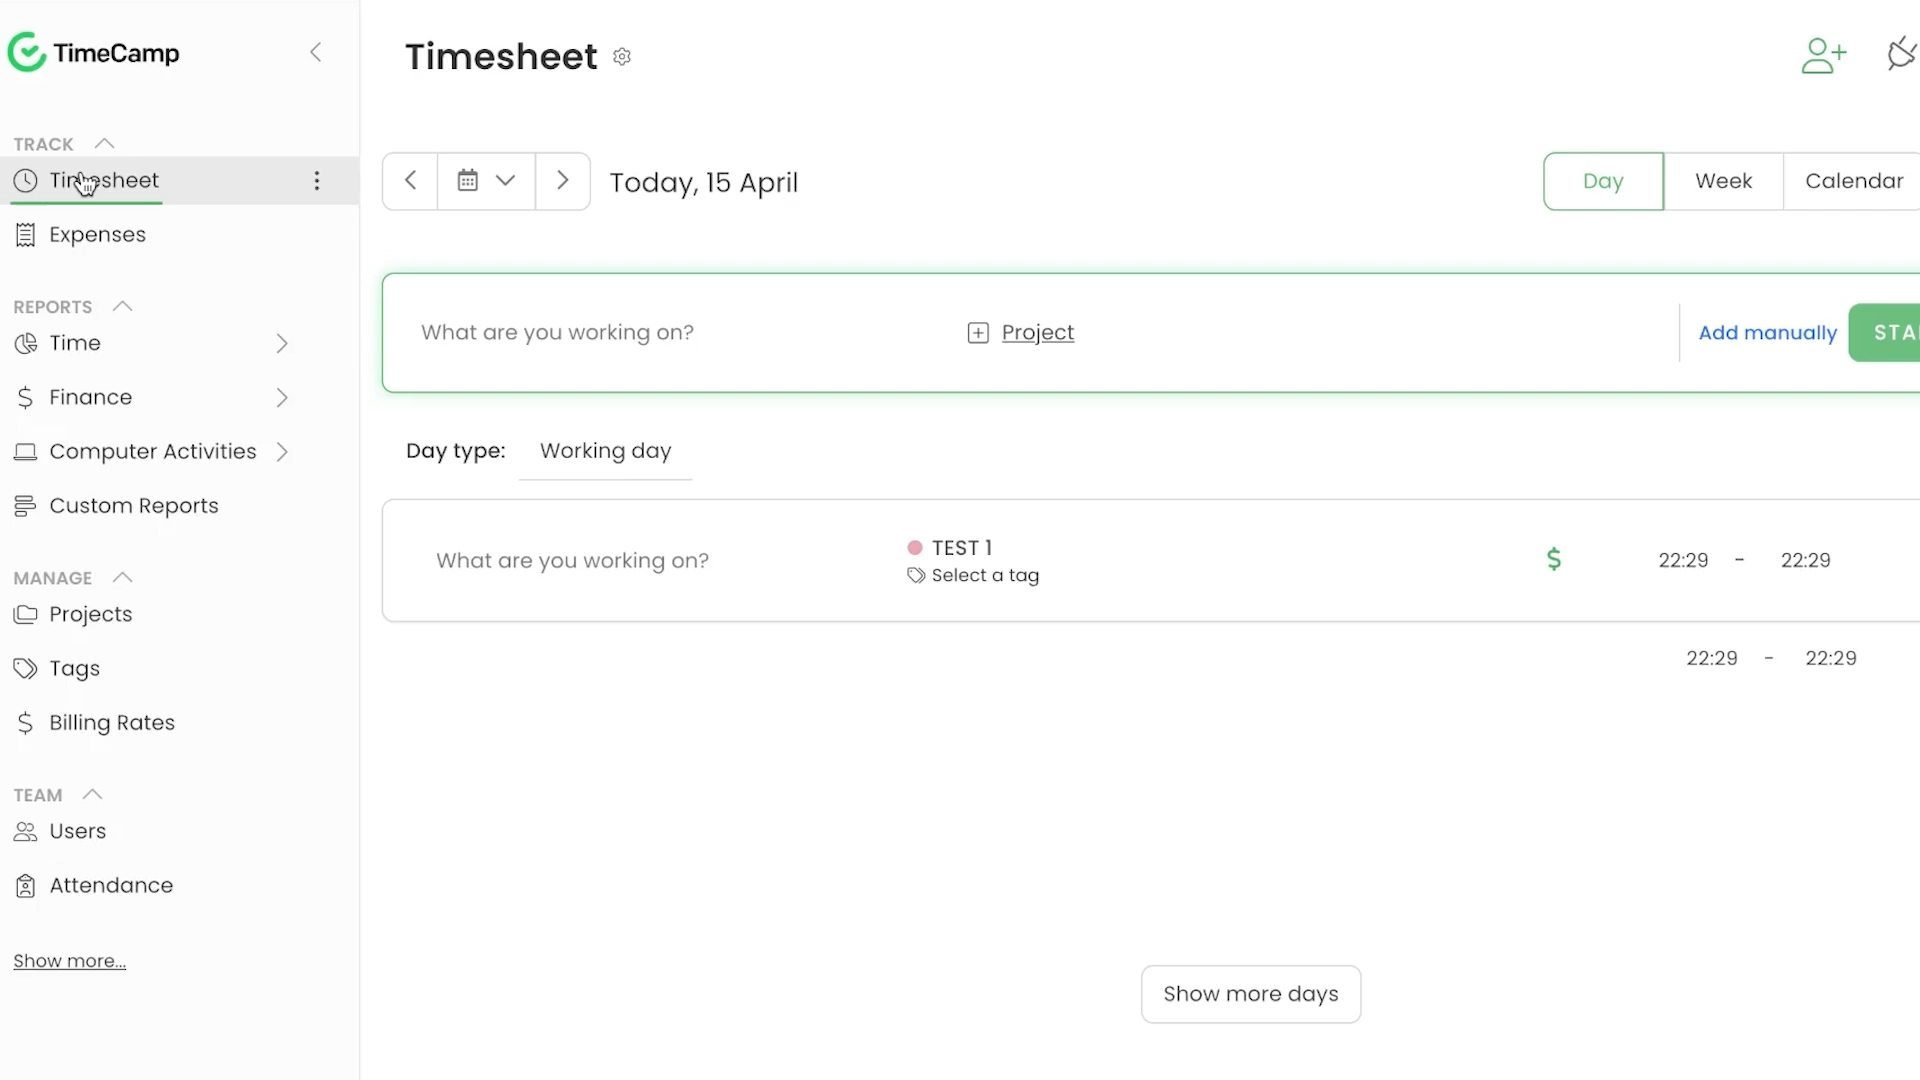 TimeCamp
Timesheet
TRACK
Timesheet
Expenses
Today, 15 April
Day
Week
Calendar
REPORTS
Time
Finance
Computer Activities
Custom Reports
What are you working on?
Project
Add manually
STA
Day type:
Working day
What are you working on?
TEST 1
Select a tag
$
22:29 - 22:29
22:29 - 22:29
MANAGE
Projects
Tags
Billing Rates
TEAM
Users
Attendance
Show more...
Show more days